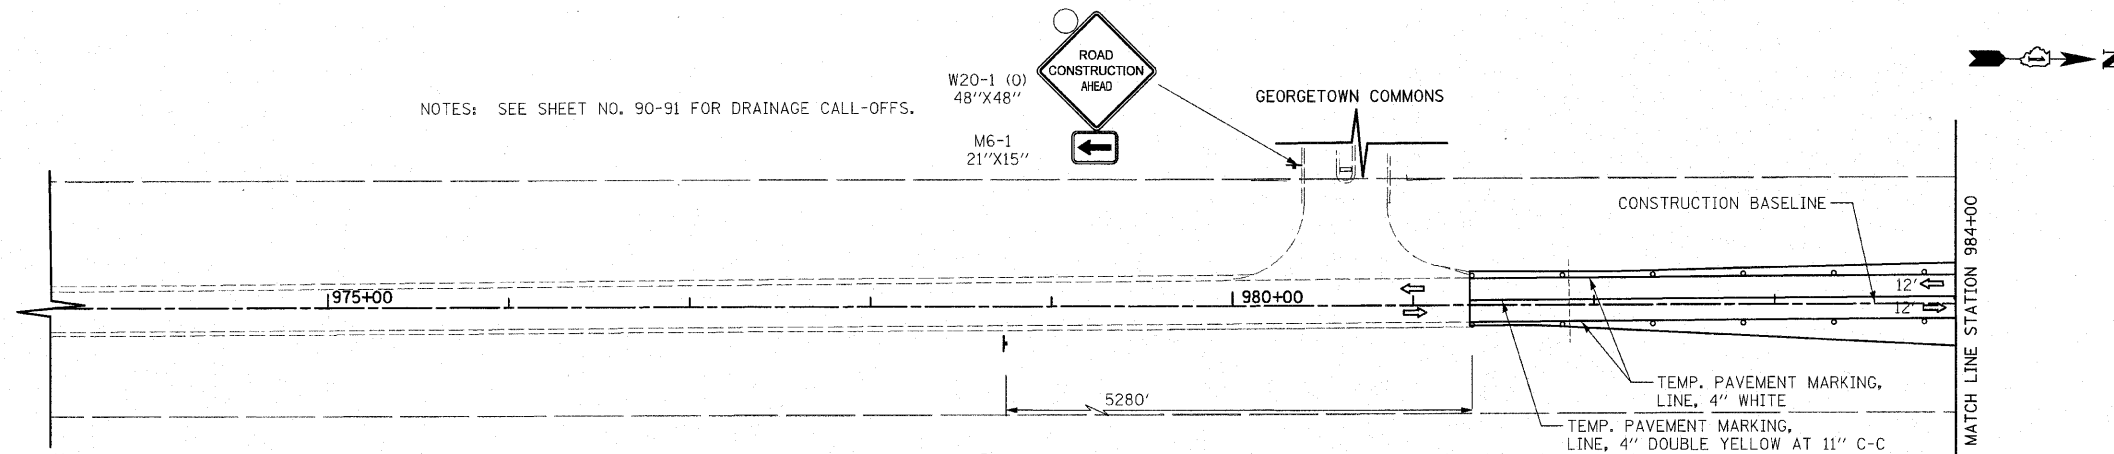 ROAD
CONSTRUCTION
AHEAD
W20-1 (O)
48"X48"
NOTES: SEE SHEET NO. 90-91 FOR DRAINAGE CALL-OFFS.
M6-1
21"X15"
GEORGETOWN COMMONS
N
CONSTRUCTION BASELINE
MATCH LINE STATION 984+00
975+00
980+00
12'
12'
5280'
TEMP. PAVEMENT MARKING,
LINE, 4" WHITE
TEMP. PAVEMENT MARKING,
LINE, 4" DOUBLE YELLOW AT 11" C-C